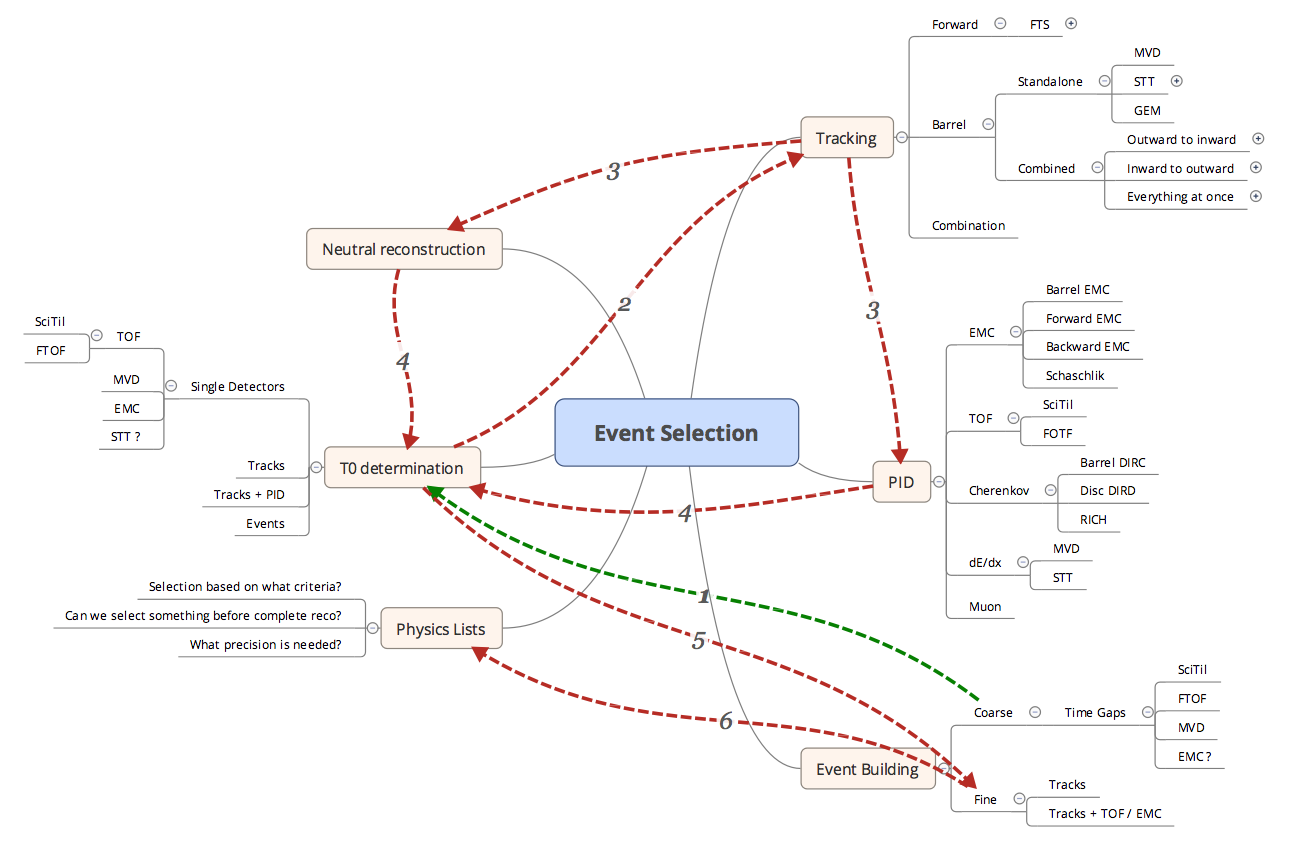 Forward
FTS
Tracking
Barrel
Standalone
MVD
STT
GEM
Combined
Outward to inward
Inward to outward
Everything at once
Combination
3
Neutral reconstruction
2
3
4
SciTil
FTOF
TOF
MVD
EMC
STT ?
Single Detectors
Tracks
Tracks + PID
Events
T0 determination
Event Selection
PID
EMC
Barrel EMC
Forward EMC
Backward EMC
Schaschlik
TOF
SciTil
FOTF
Cherenkov
Barrel DIRC
Disc DIRD
RICH
dE/dx
MVD
STT
Muon
4
1
5
6
Selection based on what criteria?
Can we select something before complete reco?
What precision is needed?
Physics Lists
Event Building
Coarse
Time Gaps
SciTil
FTOF
MVD
EMC ?
Fine
Tracks
Tracks + TOF / EMC